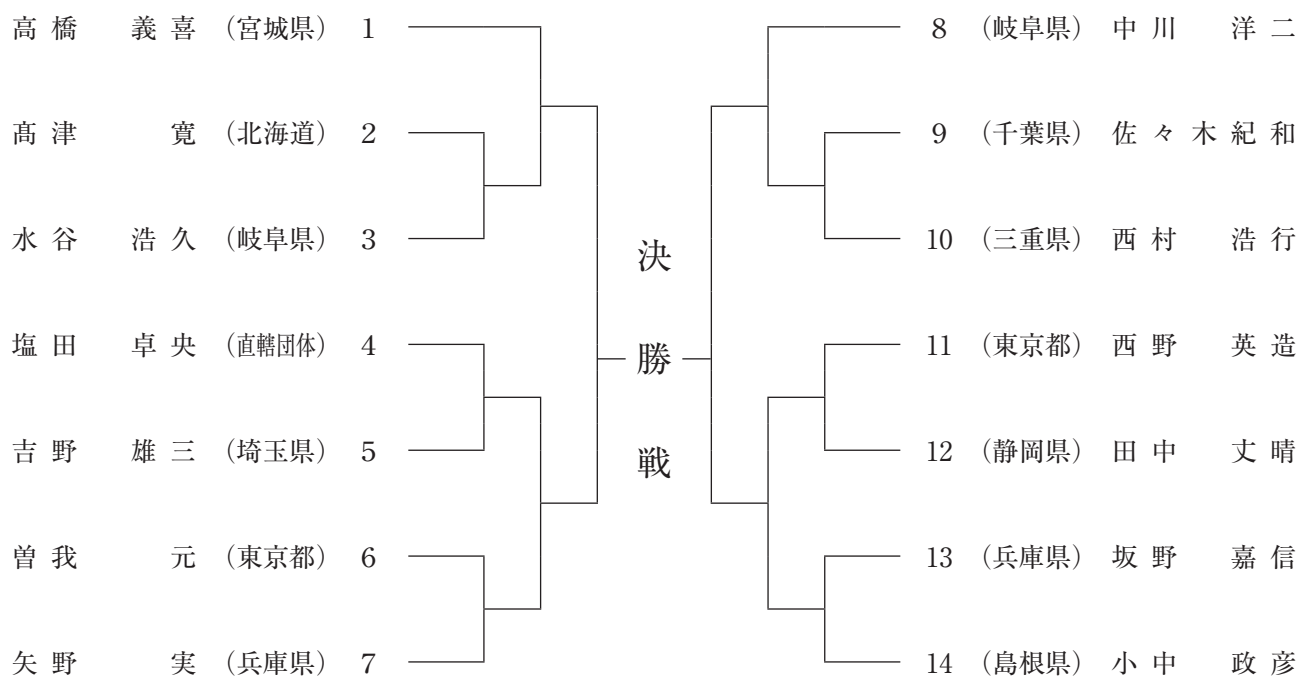 高橋 義喜 (宮城県) 1
髙津 寛 (北海道) 2
水谷 浩久 (岐阜県) 3
塩田 卓央 (直轄団体) 4
吉野 雄三 (埼玉県) 5
曽我 元 (東京都) 6
矢野 実 (兵庫県) 7
決勝戦
8 (岐阜県) 中川 洋二
9 (千葉県) 佐々木紀和
10 (三重県) 西村 浩行
11 (東京都) 西野 英造
12 (静岡県) 田中 丈晴
13 (兵庫県) 坂野 嘉信
14 (島根県) 小中 政彦